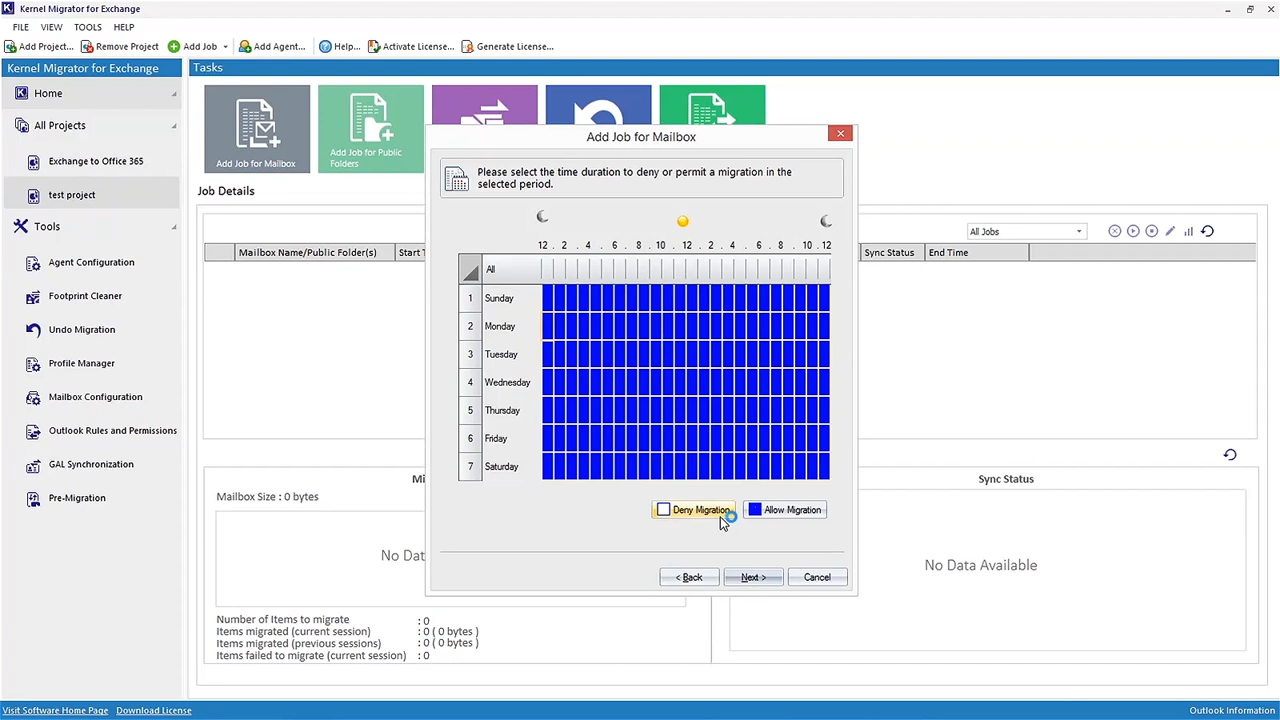 Kernel Migrator for Exchange
FILE VIEW TOOLS HELP
Add Project... Remove Project Add Job Add Agent... Help... Activate License... Generate License...
Kernel Migrator for Exchange
Tasks
Home
All Projects
Exchange to Office 365
test project
Tools
Agent Configuration
Footprint Cleaner
Undo Migration
Profile Manager
Mailbox Configuration
Outlook Rules and Permissions
GAL Synchronization
Pre-Migration
Add Job for Mailbox
Add Job for Public
Folders
Job Details
All Jobs
Mailbox Name/Public Folder(s) Start T
Sync Status End Time
Add Job for Mailbox
Please select the time duration to deny or permit a migration in the
selected period.
12 . 2 . 4 . 6 . 8 . 10 . 12 . 2 . 4 . 6 . 8 . 10 . 12
All
1 Sunday
2 Monday
3 Tuesday
4 Wednesday
5 Thursday
6 Friday
7 Saturday
Deny Migration Allow Migration
< Back Next > Cancel
Mi
Mailbox Size : 0 bytes
No Dat
Number of Items to migrate : 0
Items migrated (current session) : 0 ( 0 bytes )
Items migrated (previous sessions) : 0 ( 0 bytes )
Items failed to migrate (current session) : 0
Sync Status
No Data Available
Visit Software Home Page Download License
Outlook Information